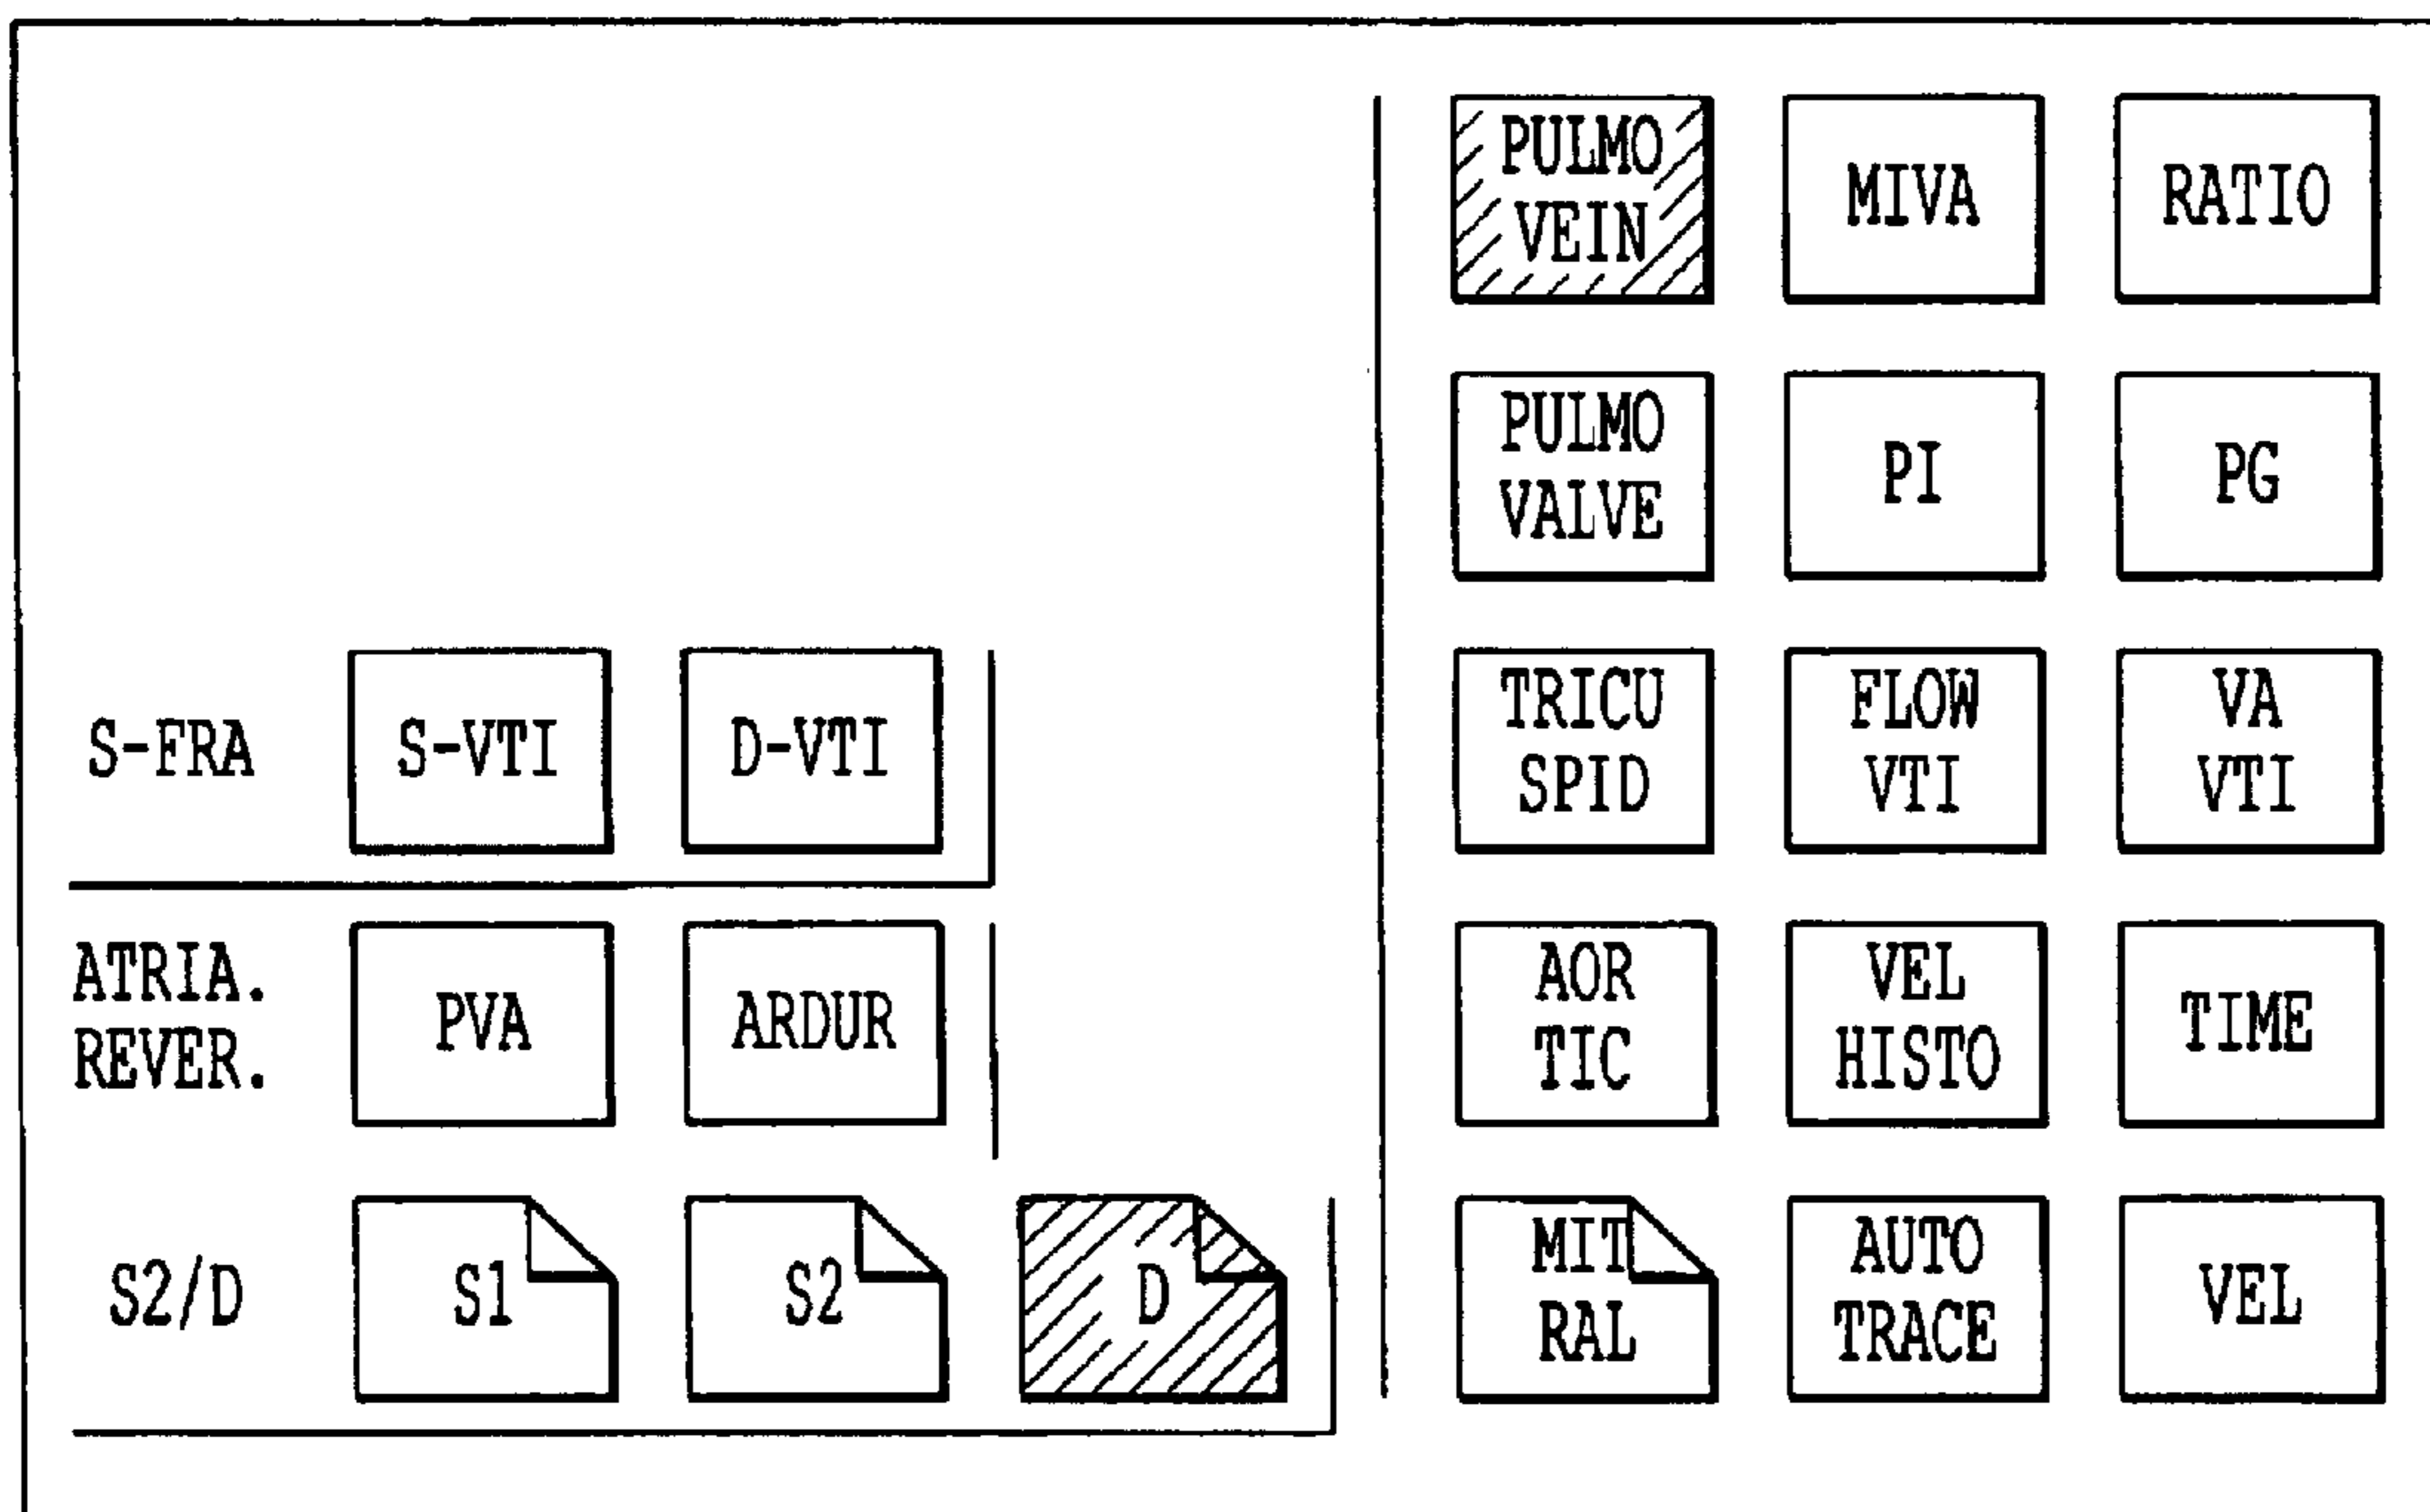 PULMO
VEIN
MIVA
RATIO
PULMO
VALVE
PI
PG
S-FRA
S-VTI
D-VTI
TRICU
SPID
FLOW
VTI
VA
VTI
ATRIA.
REVER.
PVA
ARDUR
AOR
TIC
VEL
HISTO
TIME
S2/D
S1
S2
D
MIT
RAL
AUTO
TRACE
VEL